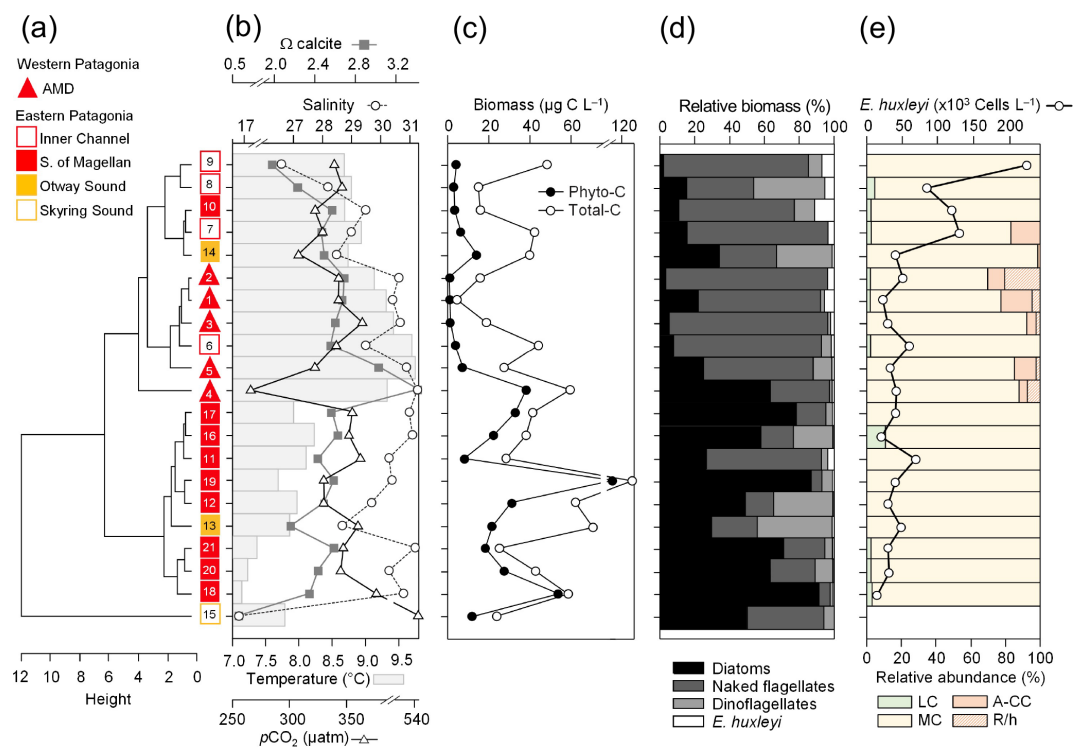 (a) (b) (c) (d) (e)
Western Patagonia
AMD
Eastern Patagonia
Inner Channel
S. of Magellan
Otway Sound
Skyring Sound
9
8
10
7
14
2
1
3
6
5
4
17
16
11
19
12
13
21
20
18
15
12 10 8 6 4 2 0
Height
Ω calcite
0.5 2.0 2.4 2.8 3.2
Salinity
17 27 28 29 30 31
7.0 8.0 8.5 9.0 9.5
Temperature (°C)
250 300 350 540
pCO₂ (µatm)
Biomass (µg C L⁻¹)
0 20 40 60 80 100 120
Phyto-C
Total-C
Relative biomass (%)
0 20 40 60 80 100
Diatoms
Naked flagellates
Dinoflagellates
E. huxleyi
E. huxleyi (x10³ Cells L⁻¹)
0 50 100 150 200
0 20 40 60 80 100
Relative abundance (%)
LC A-CC
MC R/h